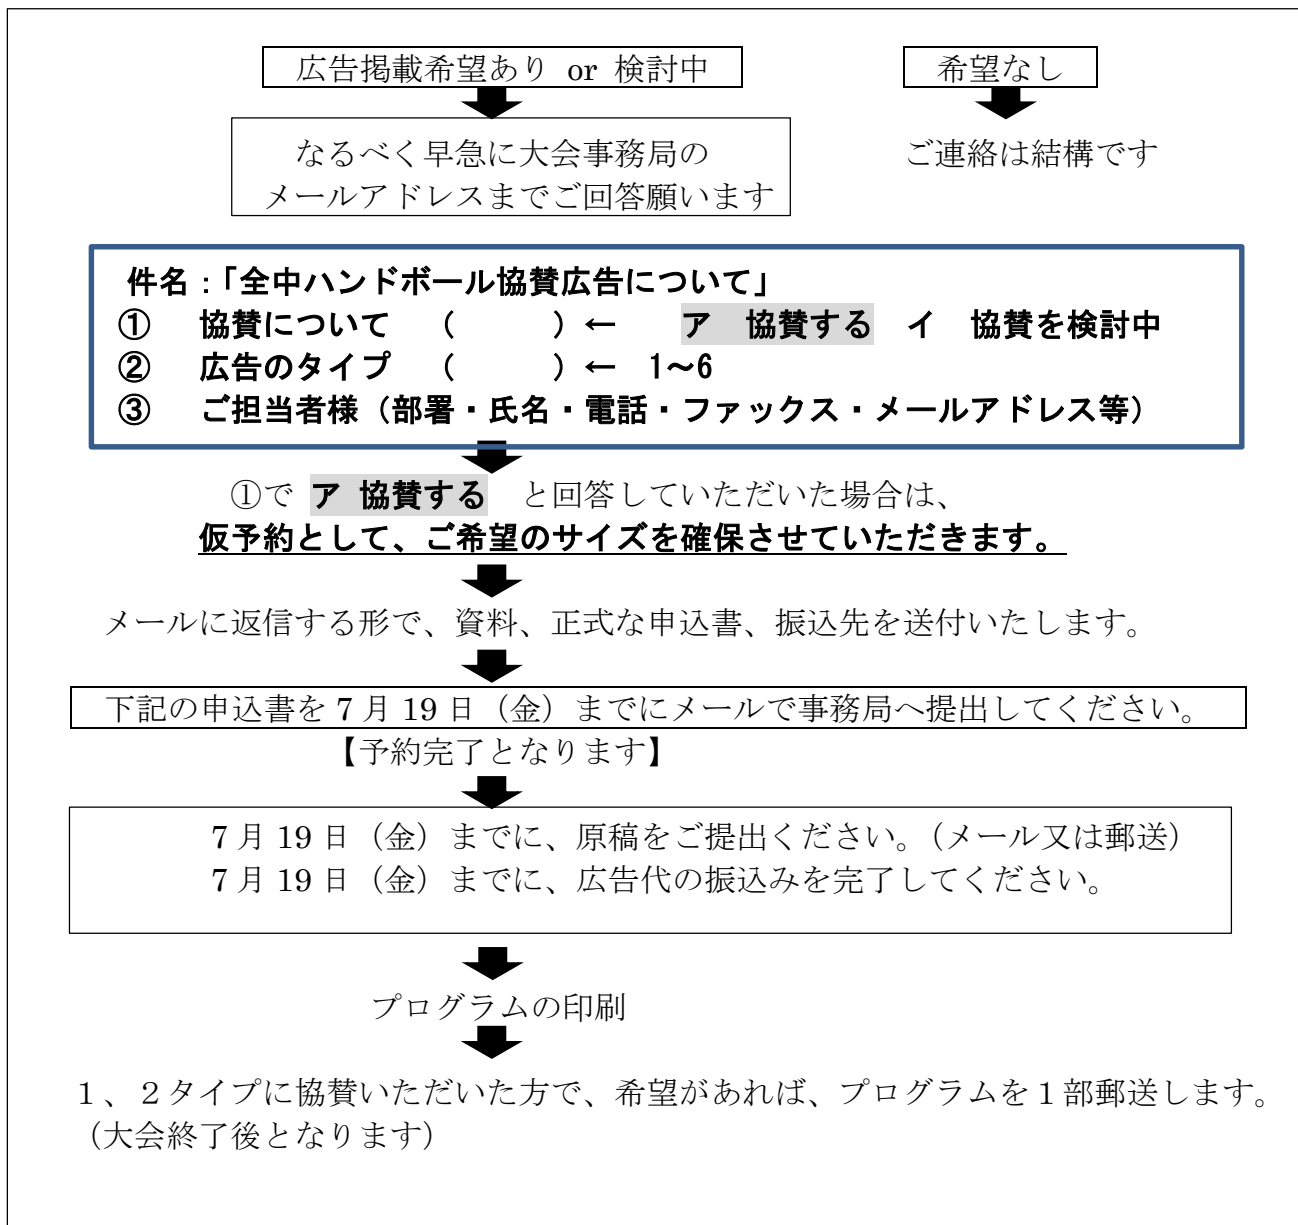 広告掲載希望あり or 検討中
希望なし
なるべく早急に大会事務局の
メールアドレスまでご回答願います
ご連絡は結構です
件名：「全中ハンドボール協賛広告について」
① 協賛について （　　　）← ア 協賛する イ 協賛を検討中
② 広告のタイプ （　　　）← 1～6
③ ご担当者様（部署・氏名・電話・ファックス・メールアドレス等）
①で ア 協賛する と回答していただいた場合は、
仮予約として、ご希望のサイズを確保させていただきます。
メールに返信する形で、資料、正式な申込書、振込先を送付いたします。
下記の申込書を 7 月 19 日（金）までにメールで事務局へ提出してください。
【予約完了となります】
7 月 19 日（金）までに、原稿をご提出ください。（メール又は郵送）
7 月 19 日（金）までに、広告代の振込みを完了してください。
プログラムの印刷
１、２タイプに協賛いただいた方で、希望があれば、プログラムを１部郵送します。
（大会終了後となります）